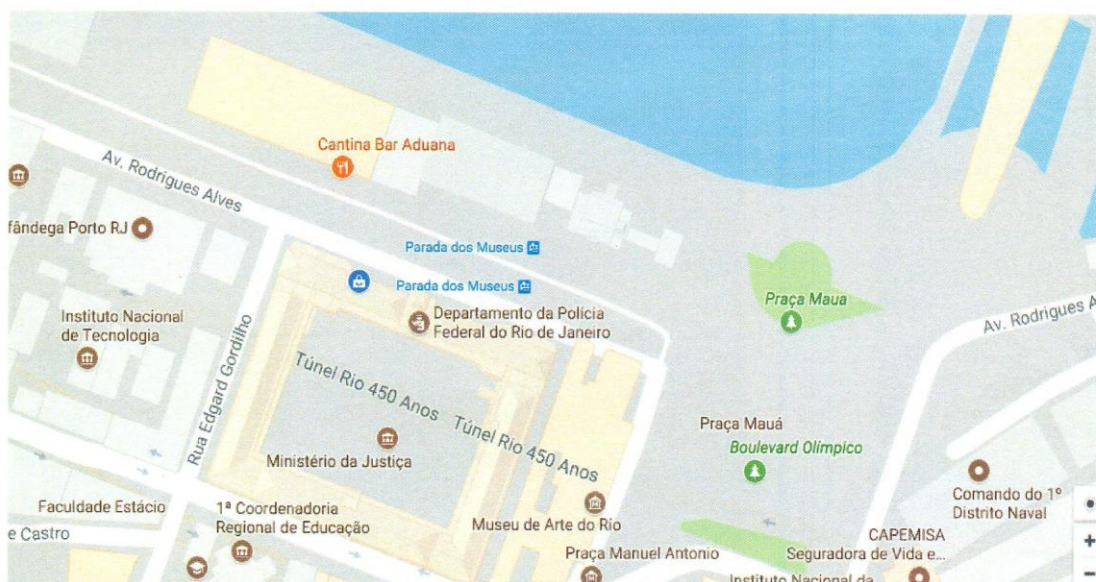 Cantina Bar Aduana
Av. Rodrigues Alves
fândega Porto RJ
Parada dos Museus
Parada dos Museus
Praça Maua
Departamento da Polícia
Federal do Rio de Janeiro
Instituto Nacional
de Tecnologia
Av. Rodrigues A
Rua Edgard Gordilho
Túnel Rio 450 Anos
Túnel Rio 450 Anos
Praça Mauá
Boulevard Olímpico
Ministério da Justiça
Faculdade Estácio
1ª Coordenadoria
Regional de Educação
Museu de Arte do Rio
Comando do 1º
Distrito Naval
e Castro
Praça Manuel Antonio
CAPEMISA
Seguradora de Vida e...
Instituto Nacional da